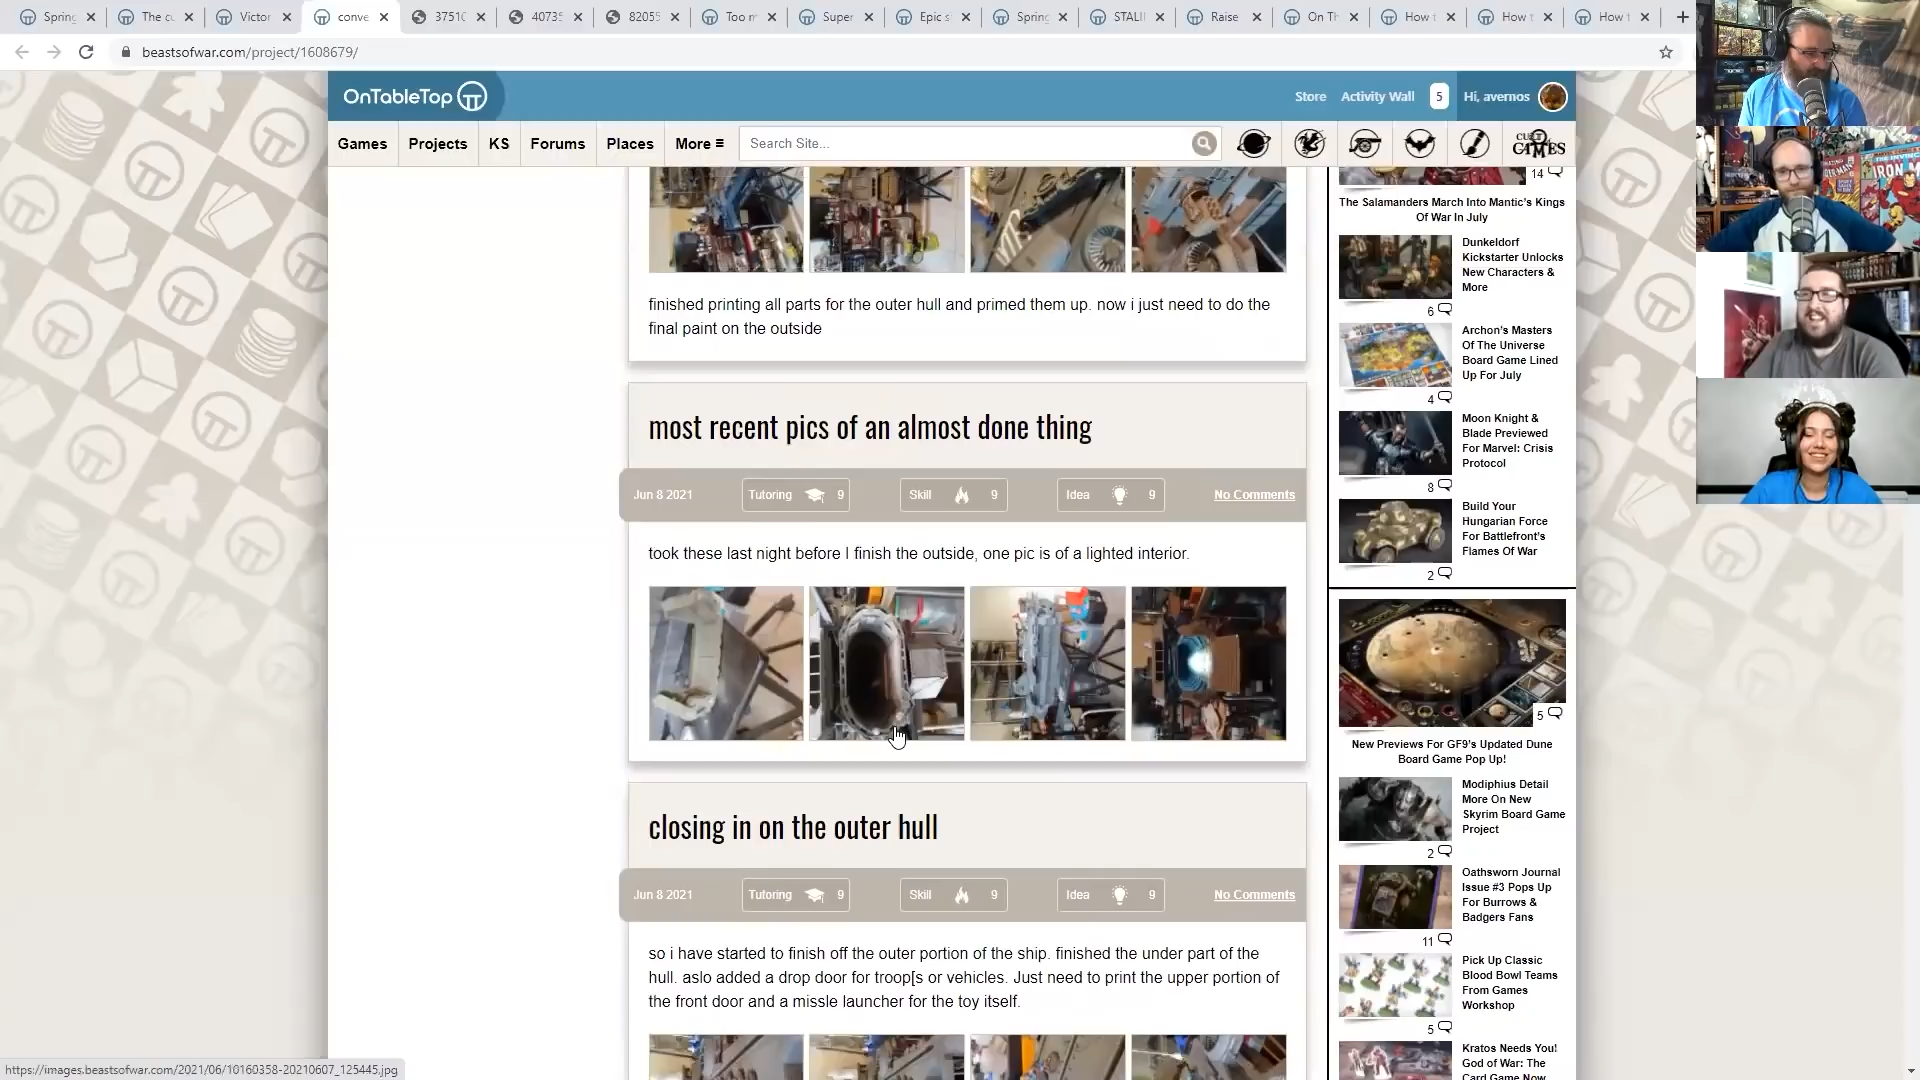 Spring
The cu
Victor
conve
37510
40735
82055
Too m
Super
Epic s
Spring
STALI
Raise
On Th
How t
How t
How t
beastsofwar.com/project/1608679/
OnTableTop
Store
Activity Wall
5
Hi, avernos
Games
Projects
KS
Forums
Places
More ≡
Search Site...
CULT OF GAMES
finished printing all parts for the outer hull and primed them up. now i just need to do the
final paint on the outside
most recent pics of an almost done thing
Jun 8 2021
Tutoring 9
Skill 9
Idea 9
No Comments
took these last night before I finish the outside, one pic is of a lighted interior.
closing in on the outer hull
Jun 8 2021
Tutoring 9
Skill 9
Idea 9
No Comments
so i have started to finish off the outer portion of the ship. finished the under part of the
hull. aslo added a drop door for troop[s or vehicles. Just need to print the upper portion of
the front door and a missle launcher for the toy itself.
14
The Salamanders March Into Mantic's Kings
Of War In July
Dunkeldorf
Kickstarter Unlocks
New Characters &
More
6
Archon's Masters
Of The Universe
Board Game Lined
Up For July
4
Moon Knight &
Blade Previewed
For Marvel: Crisis
Protocol
8
Build Your
Hungarian Force
For Battlefront's
Flames Of War
2
5
New Previews For GF9's Updated Dune
Board Game Pop Up!
Modiphius Detail
More On New
Skyrim Board Game
Project
2
Oathsworn Journal
Issue #3 Pops Up
For Burrows &
Badgers Fans
11
Pick Up Classic
Blood Bowl Teams
From Games
Workshop
5
Kratos Needs You!
God of War: The
Card Game Now
https://images.beastsofwar.com/2021/06/10160358-20210607_125445.jpg
IRON M